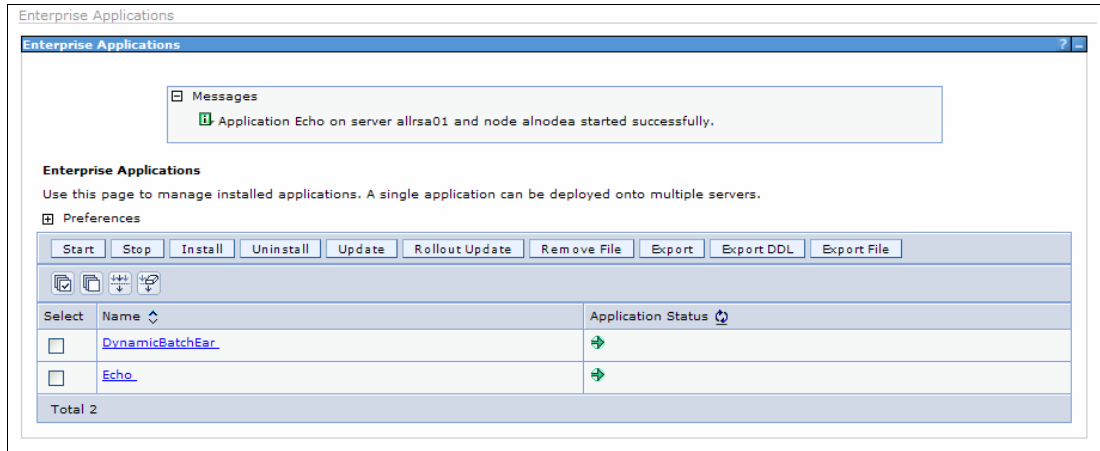 Enterprise Applications
Enterprise Applications ? -
Messages
Application Echo on server allrsa01 and node alnodea started successfully.
Enterprise Applications
Use this page to manage installed applications. A single application can be deployed onto multiple servers.
Preferences
Start Stop Install Uninstall Update Rollout Update Remove File Export Export DDL Export File
Select Name Application Status
DynamicBatchEar
Echo
Total 2